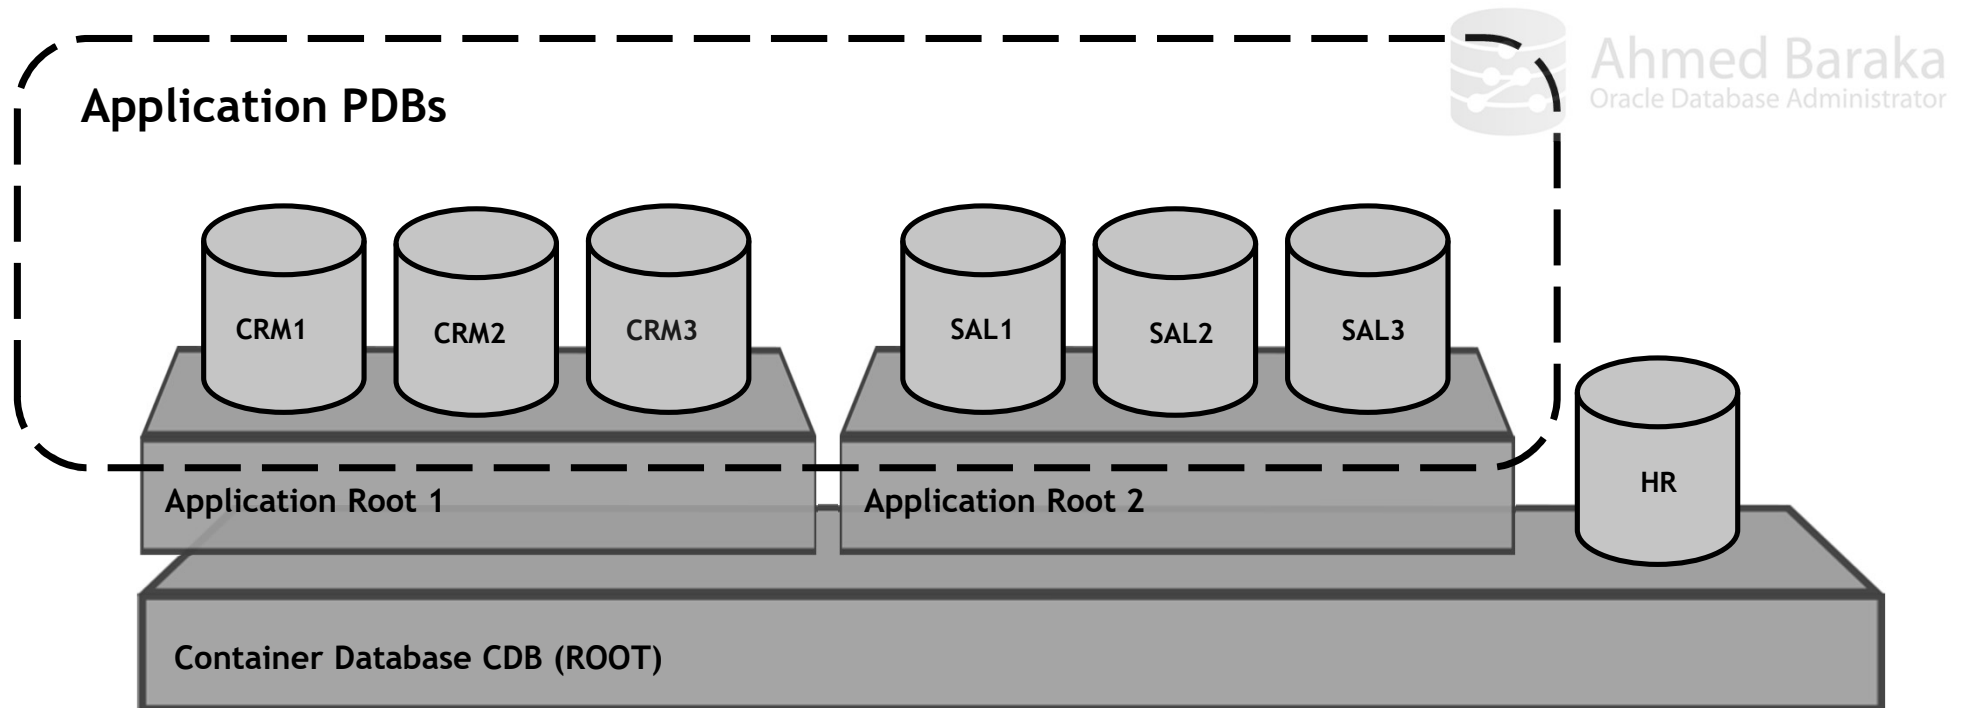 Ahmed Baraka
Oracle Database Administrator
Application PDBs
CRM1
CRM2
CRM3
SAL1
SAL2
SAL3
HR
Application Root 1
Application Root 2
Container Database CDB (ROOT)